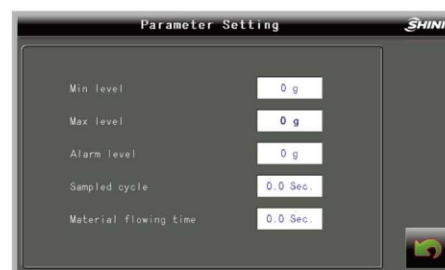 Parameter Setting SHINI
Min level 0 g
Max level 0 g
Alarm level 0 g
Sampled cycle 0.0 Sec.
Material flowing time 0.0 Sec.